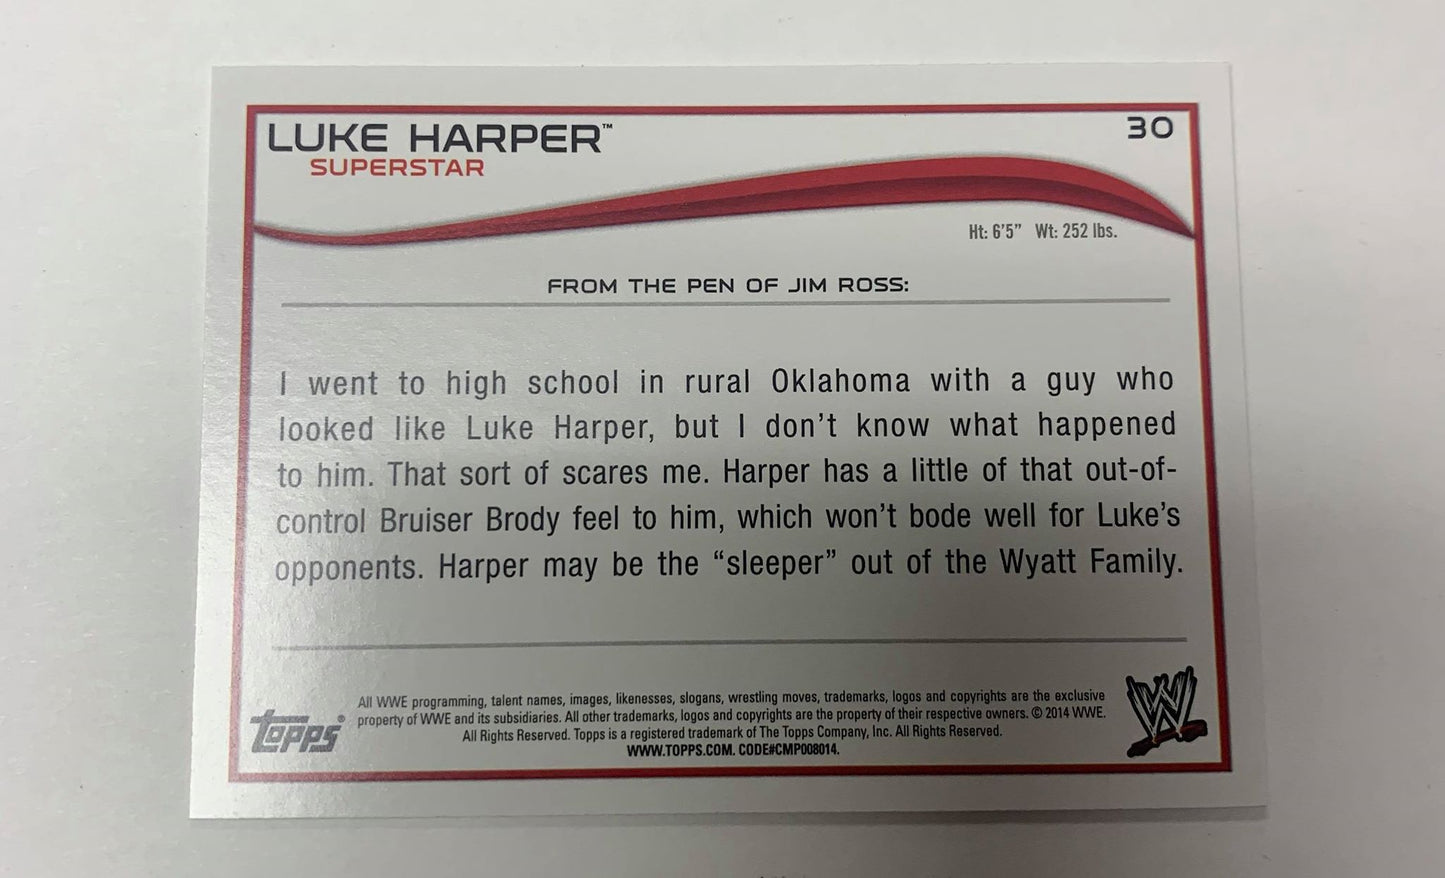 LUKE HARPER™
30
SUPERSTAR
Ht: 6'5” Wt: 252 lbs.
FROM THE PEN OF JIM ROSS:
I went to high school in rural Oklahoma with a guy who
looked like Luke Harper, but I don't know what happened
to him. That sort of scares me. Harper has a little of that out-of-
control Bruiser Brody feel to him, which won't bode well for Luke's
opponents. Harper may be the “sleeper” out of the Wyatt Family.
All WWE programming, talent names, images, likenesses, slogans, wrestling moves, trademarks, logos and copyrights are the exclusive
property of WWE and its subsidiaries. All other trademarks, logos and copyrights are the property of their respective owners. © 2014 WWE.
All Rights Reserved. Topps is a registered trademark of The Topps Company, Inc. All Rights Reserved.
WWW.TOPPS.COM. CODE#CMP008014.
topps
W